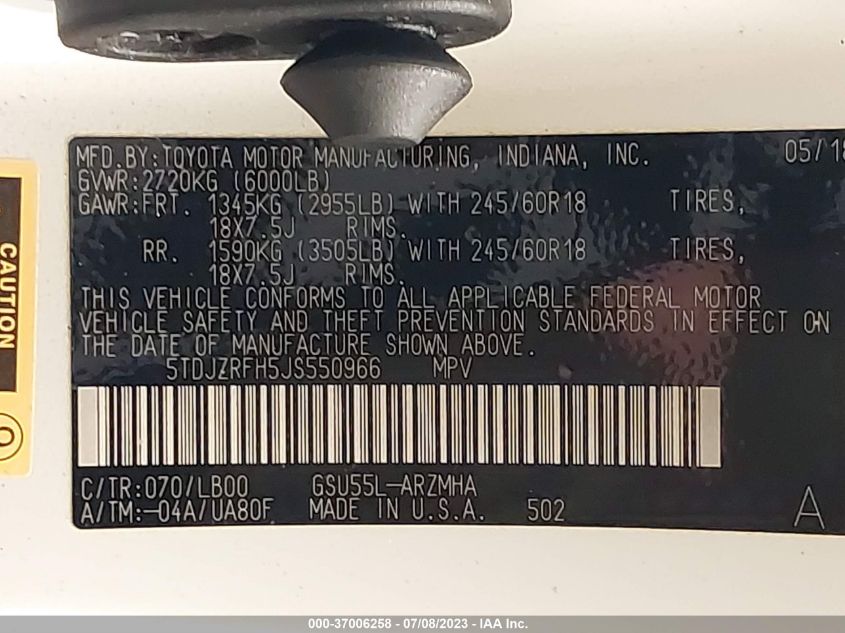 MFD.BY:TOYOTA MOTOR MANUFACTURING, INDIANA, INC. 05/18
GVWR:2720KG (6000LB)
GAWR:FRT. 1345KG (2955LB) WITH 245/60R18 TIRES,
18X7.5J RIMS.
RR. 1590KG (3505LB) WITH 245/60R18 TIRES,
18X7.5J RIMS.
THIS VEHICLE CONFORMS TO ALL APPLICABLE FEDERAL MOTOR
VEHICLE SAFETY AND THEFT PREVENTION STANDARDS IN EFFECT ON
THE DATE OF MANUFACTURE SHOWN ABOVE.
5TDJZRFH5JS550966 MPV
C/TR:070/LB00 GSU55L-ARZMHA
A/TM:-04A/UA80F MADE IN U.S.A. 502 A
CAUTION
000-37006258 - 07/08/2023 - IAA Inc.